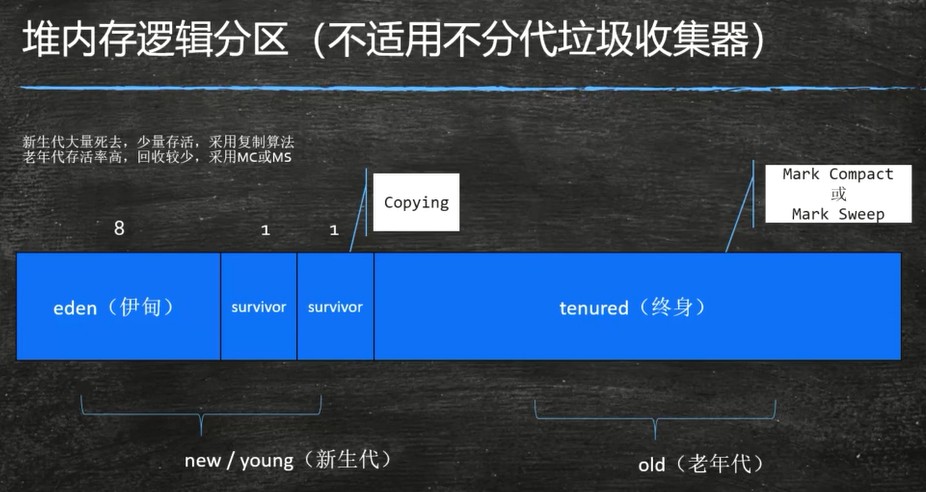 堆内存逻辑分区（不适用不分代垃圾收集器）
新生代大量死去，少量存活，采用复制算法
老年代存活率高，回收较少，采用MC或MS
Copying
Mark Compact
或
Mark Sweep
8
1
1
eden（伊甸）
survivor
survivor
tenured（终身）
new / young（新生代）
old（老年代）